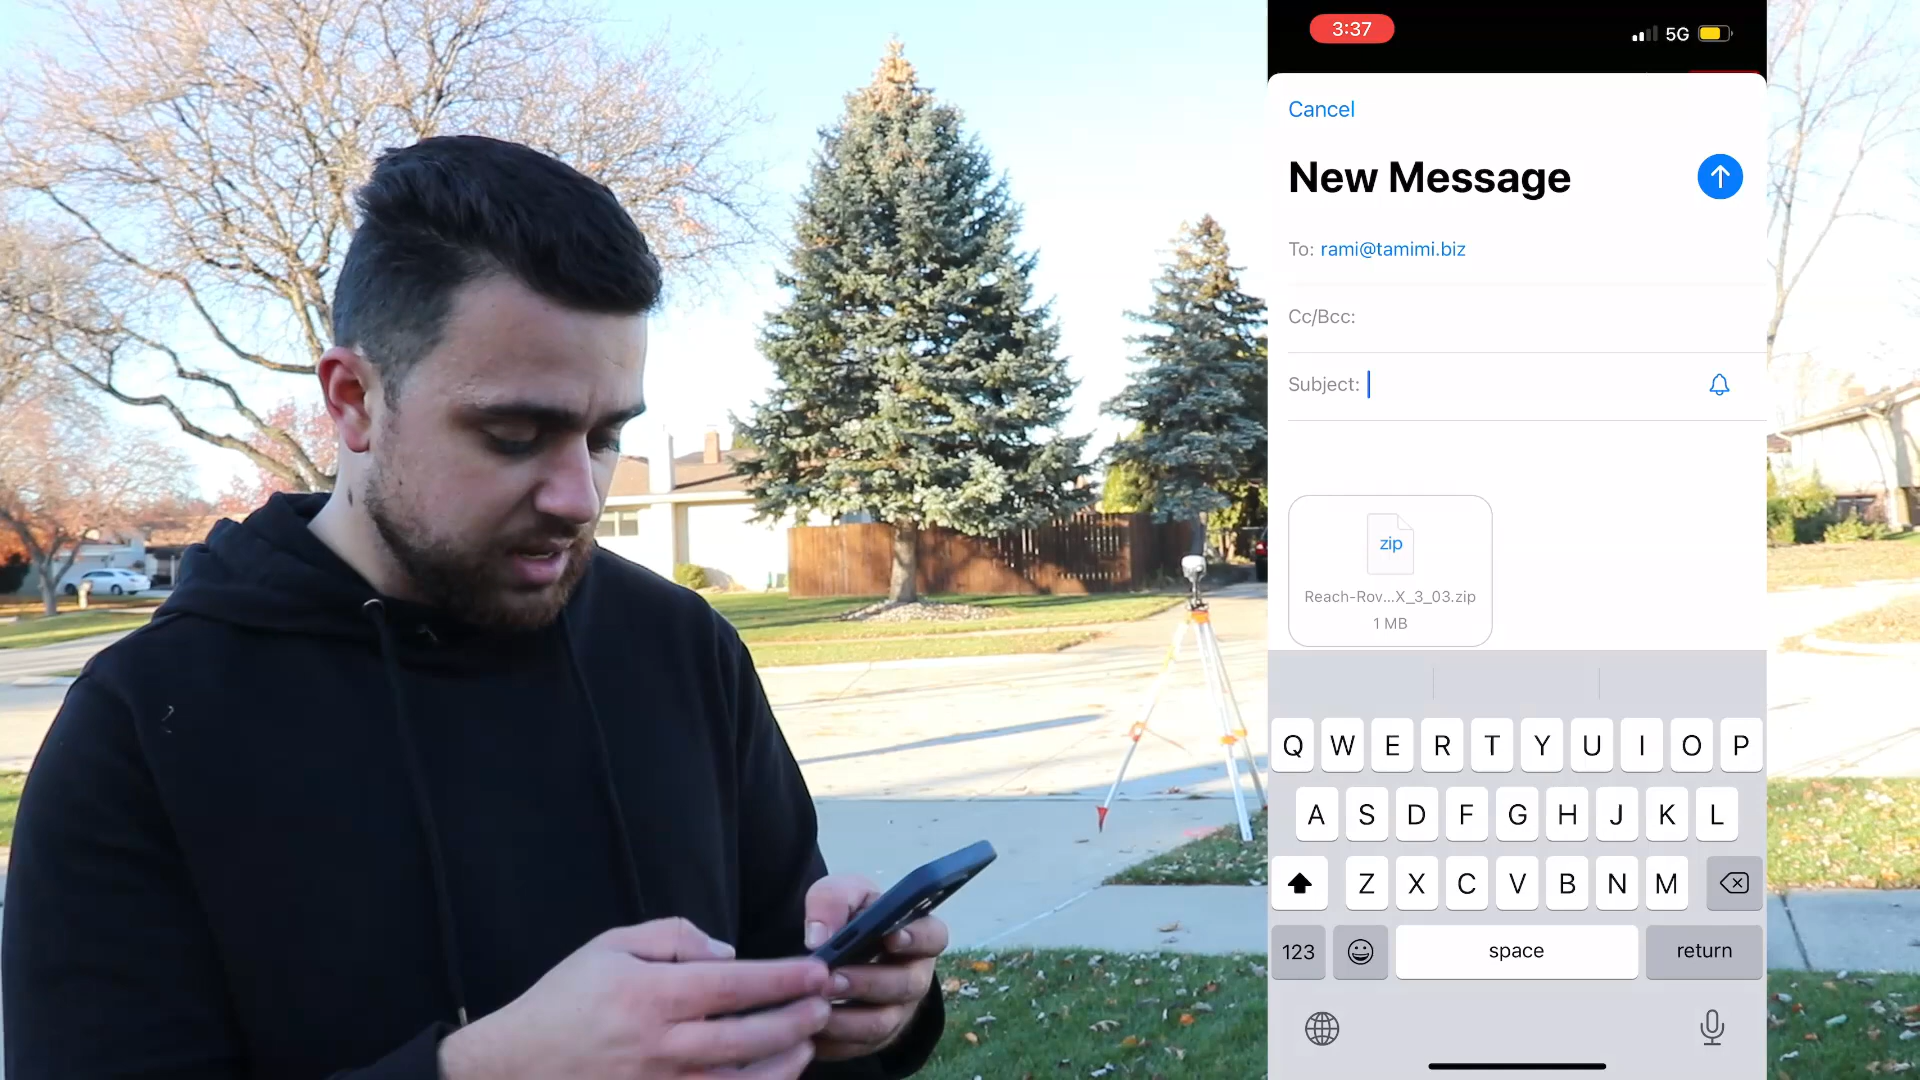 3:37
5G
Cancel
New Message
To: rami@tamimi.biz
Cc/Bcc:
Subject:
zip
Reach-Rov...X_3_03.zip
1 MB
Q W E R T Y U I O P
A S D F G H J K L
Z X C V B N M
123 space return